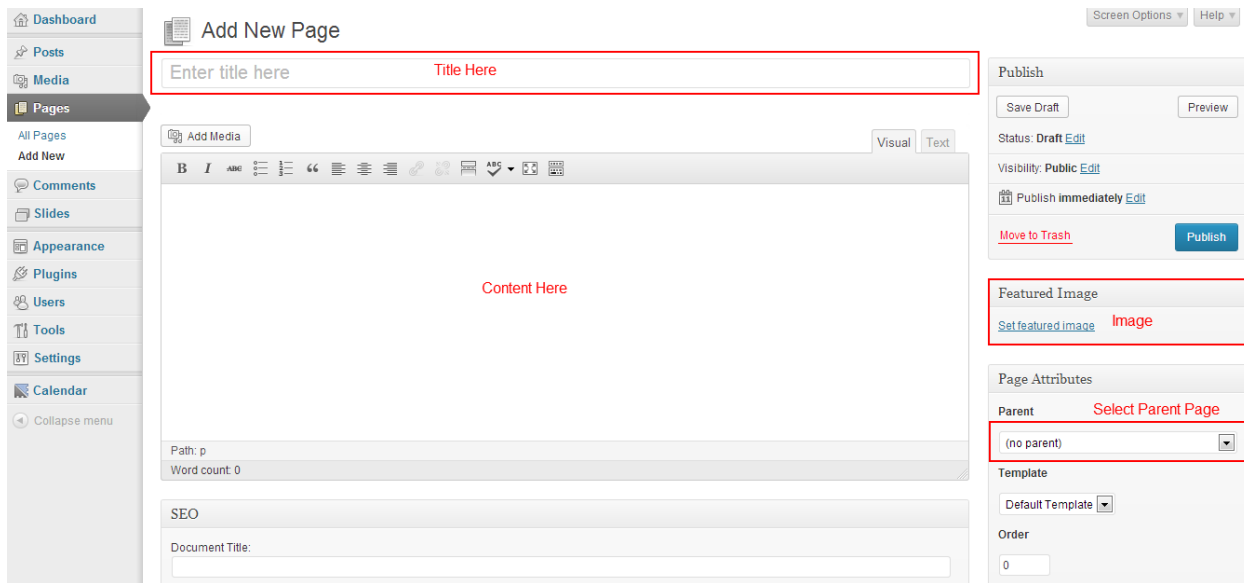 Dashboard
Posts
Media
Pages
All Pages
Add New
Comments
Slides
Appearance
Plugins
Users
Tools
Settings
Calendar
Collapse menu
Screen Options
Help
Add New Page
Enter title here
Title Here
Add Media
Visual
Text
B I ABC ABC
Content Here
Path: p
Word count: 0
SEO
Document Title:
Publish
Save Draft
Preview
Status: Draft Edit
Visibility: Public Edit
11 Publish immediately Edit
Move to Trash
Publish
Featured Image
Set featured image
Image
Page Attributes
Parent
Select Parent Page
(no parent)
Template
Default Template
Order
0